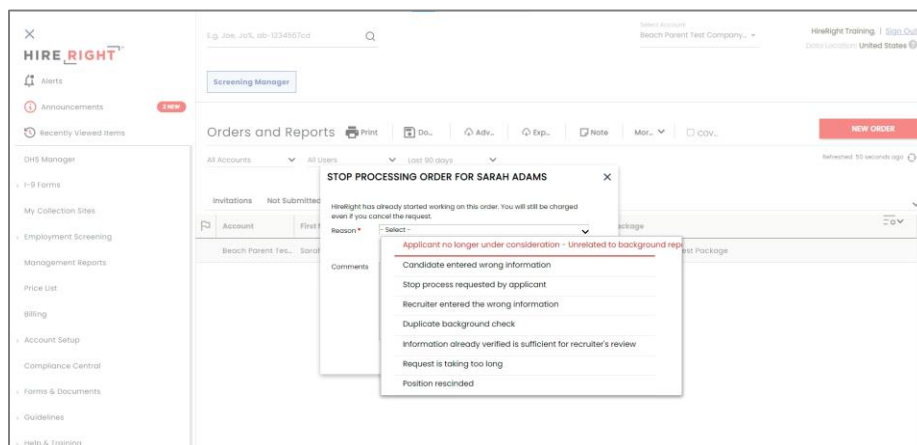 E.g. Joe, Jo%, ab-1234567cd
Select Account
Beach Parent Test Company...
HireRight Training, | Sign Out
Data Location: United States
HIRE RIGHT
Alerts
Screening Manager
Announcements 2 NEW
Recently Viewed Items
Orders and Reports Print Do... Adv... Exp... Note Mor... COV... NEW ORDER
OHS Manager
All Accounts All Users Last 90 days Refreshed 50 seconds ago
I-9 Forms
STOP PROCESSING ORDER FOR SARAH ADAMS
My Collection Sites
Invitations Not Submitted
HireRight has already started working on this order. You will still be charged
even if you cancel the request.
Employment Screening
Account First
Reason * - Select -
Management Reports
Beach Parent Tes... Sarah
Applicant no longer under consideration - Unrelated to background repo
Comments
Candidate entered wrong information
Price List
Stop process requested by applicant
Billing
Recruiter entered the wrong information
Account Setup
Duplicate background check
Information already verified is sufficient for recruiter's review
Compliance Central
Request is taking too long
Forms & Documents
Position rescinded
Guidelines
Help & Training